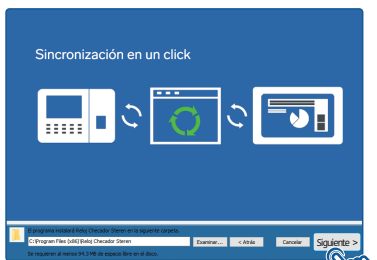 Sincronización en un click
El programa instalará Reloj Checador Steren en la siguiente carpeta.
C:\Program Files (x86)\Reloj Checador Steren
Examinar...
< Atrás
Cancelar
Siguiente >
Se requieren al menos 94.3 MB de espacio libre en el disco.